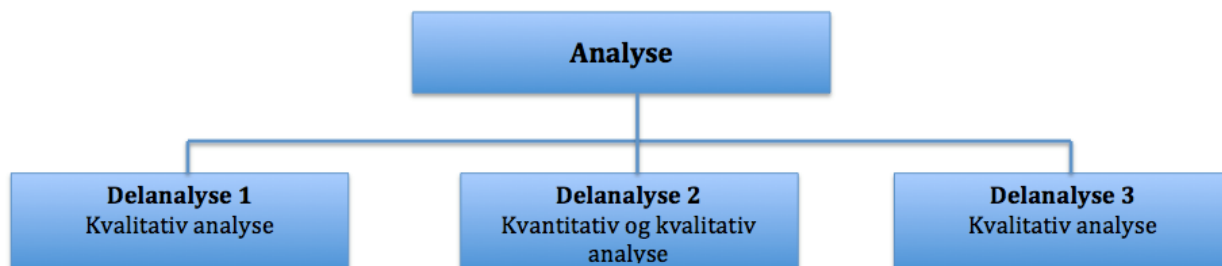 Analyse
Delanalyse 1
Kvalitativ analyse
Delanalyse 2
Kvantitativ og kvalitativ
analyse
Delanalyse 3
Kvalitativ analyse